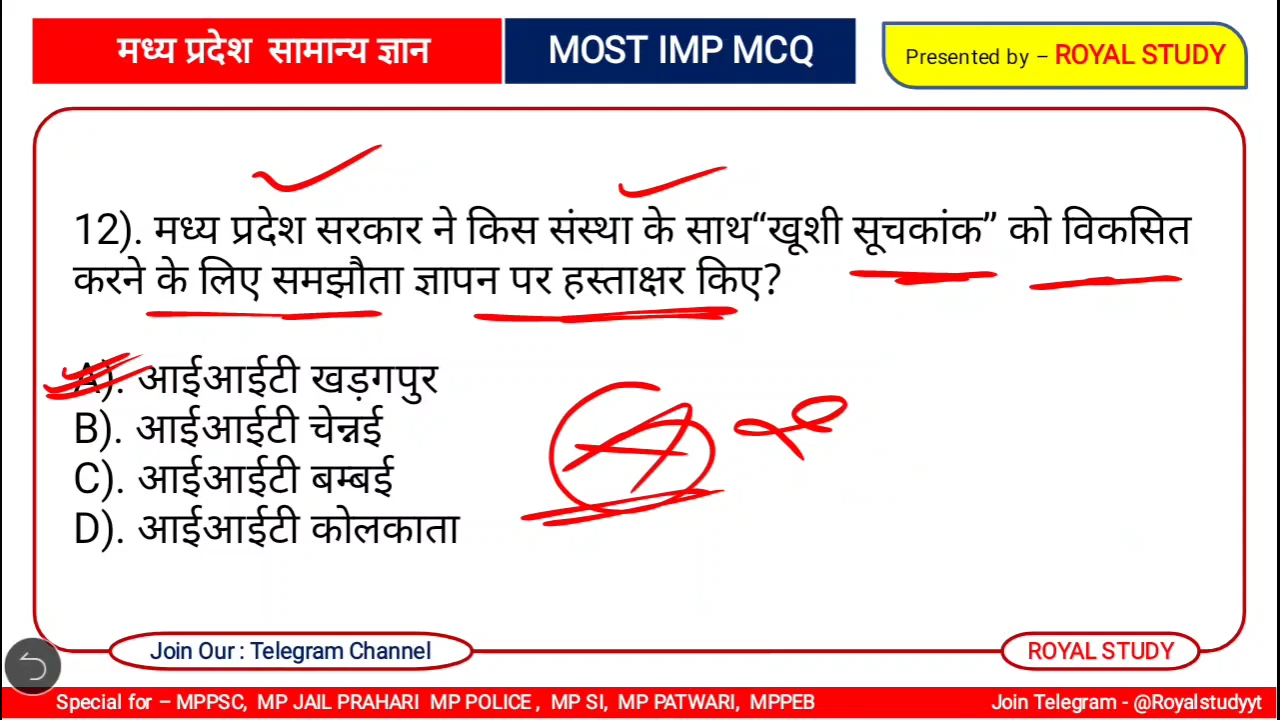 मध्य प्रदेश सामान्य ज्ञान
MOST IMP MCQ
Presented by – ROYAL STUDY
12). मध्य प्रदेश सरकार ने किस संस्था के साथ“खूशी सूचकांक” को विकसित
करने के लिए समझौता ज्ञापन पर हस्ताक्षर किए?
A). आईआईटी खड़गपुर
B). आईआईटी चेन्नई
C). आईआईटी बम्बई
D). आईआईटी कोलकाता
Join Our : Telegram Channel
ROYAL STUDY
Special for – MPPSC, MP JAIL PRAHARI MP POLICE , MP SI, MP PATWARI, MPPEB
Join Telegram - @Royalstudyyt